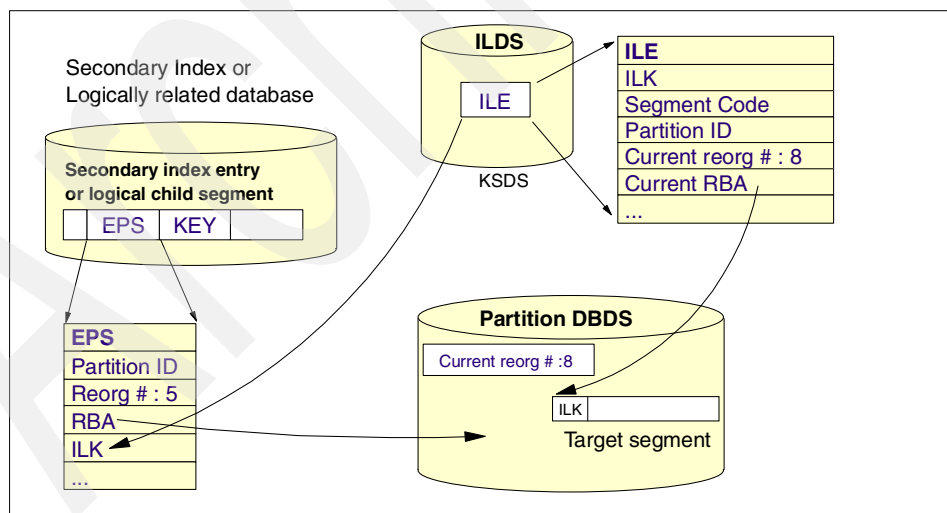 Secondary Index or
Logically related database
Secondary index entry
or logical child segment
EPS KEY
ILDS
ILE
KSDS
ILE
ILK
Segment Code
Partition ID
Current reorg # : 8
Current RBA
...
EPS
Partition ID
Reorg # : 5
RBA
ILK
...
Partition DBDS
Current reorg # :8
ILK
Target segment